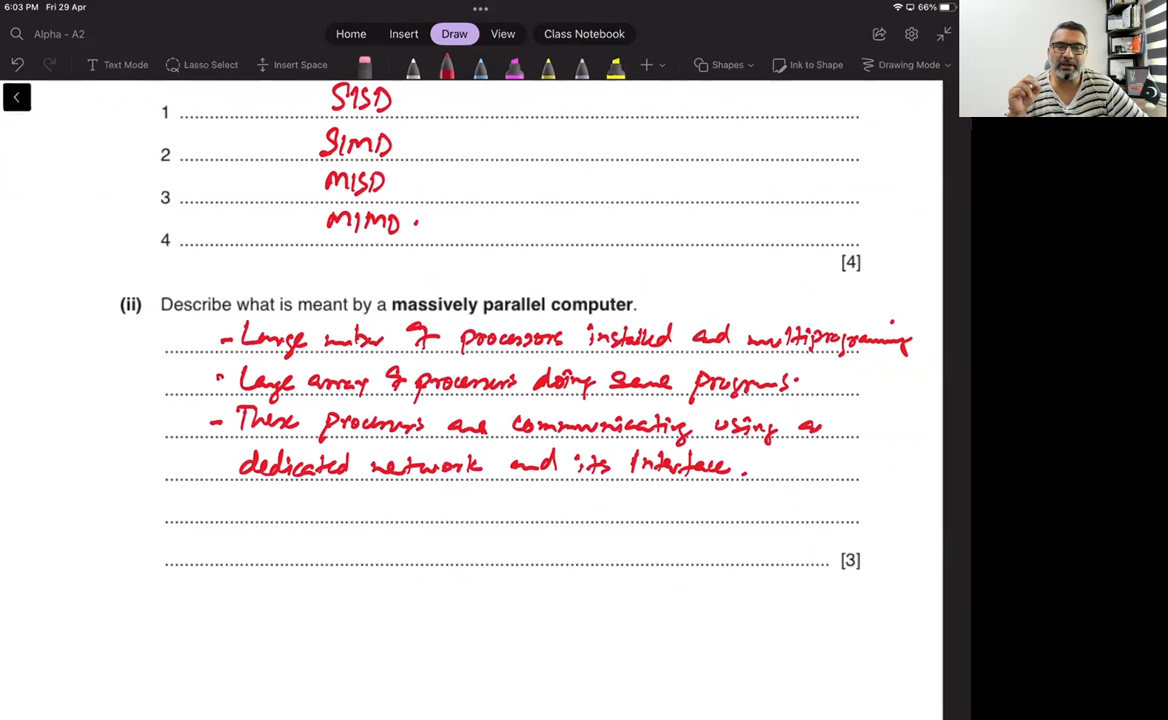 6:03 PM Fri 29 Apr
66%
Alpha - A2
Home Insert Draw View Class Notebook
Text Mode Lasso Select Insert Space Shapes Ink to Shape Drawing Mode
1 SISD
2 SIMD
3 MISD
4 MIMD .
[4]
(ii) Describe what is meant by a massively parallel computer.
- Large number of processors installed and multiprograming
- Large array of processors doing same programs.
- These processors are communicating using a
dedicated network and its interface.
[3]